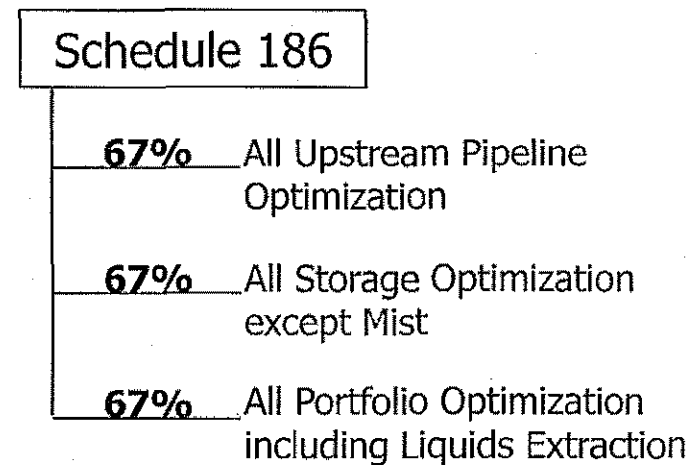 Schedule 186
67% All Upstream Pipeline
Optimization
67% All Storage Optimization
except Mist
67% All Portfolio Optimization
including Liquids Extraction